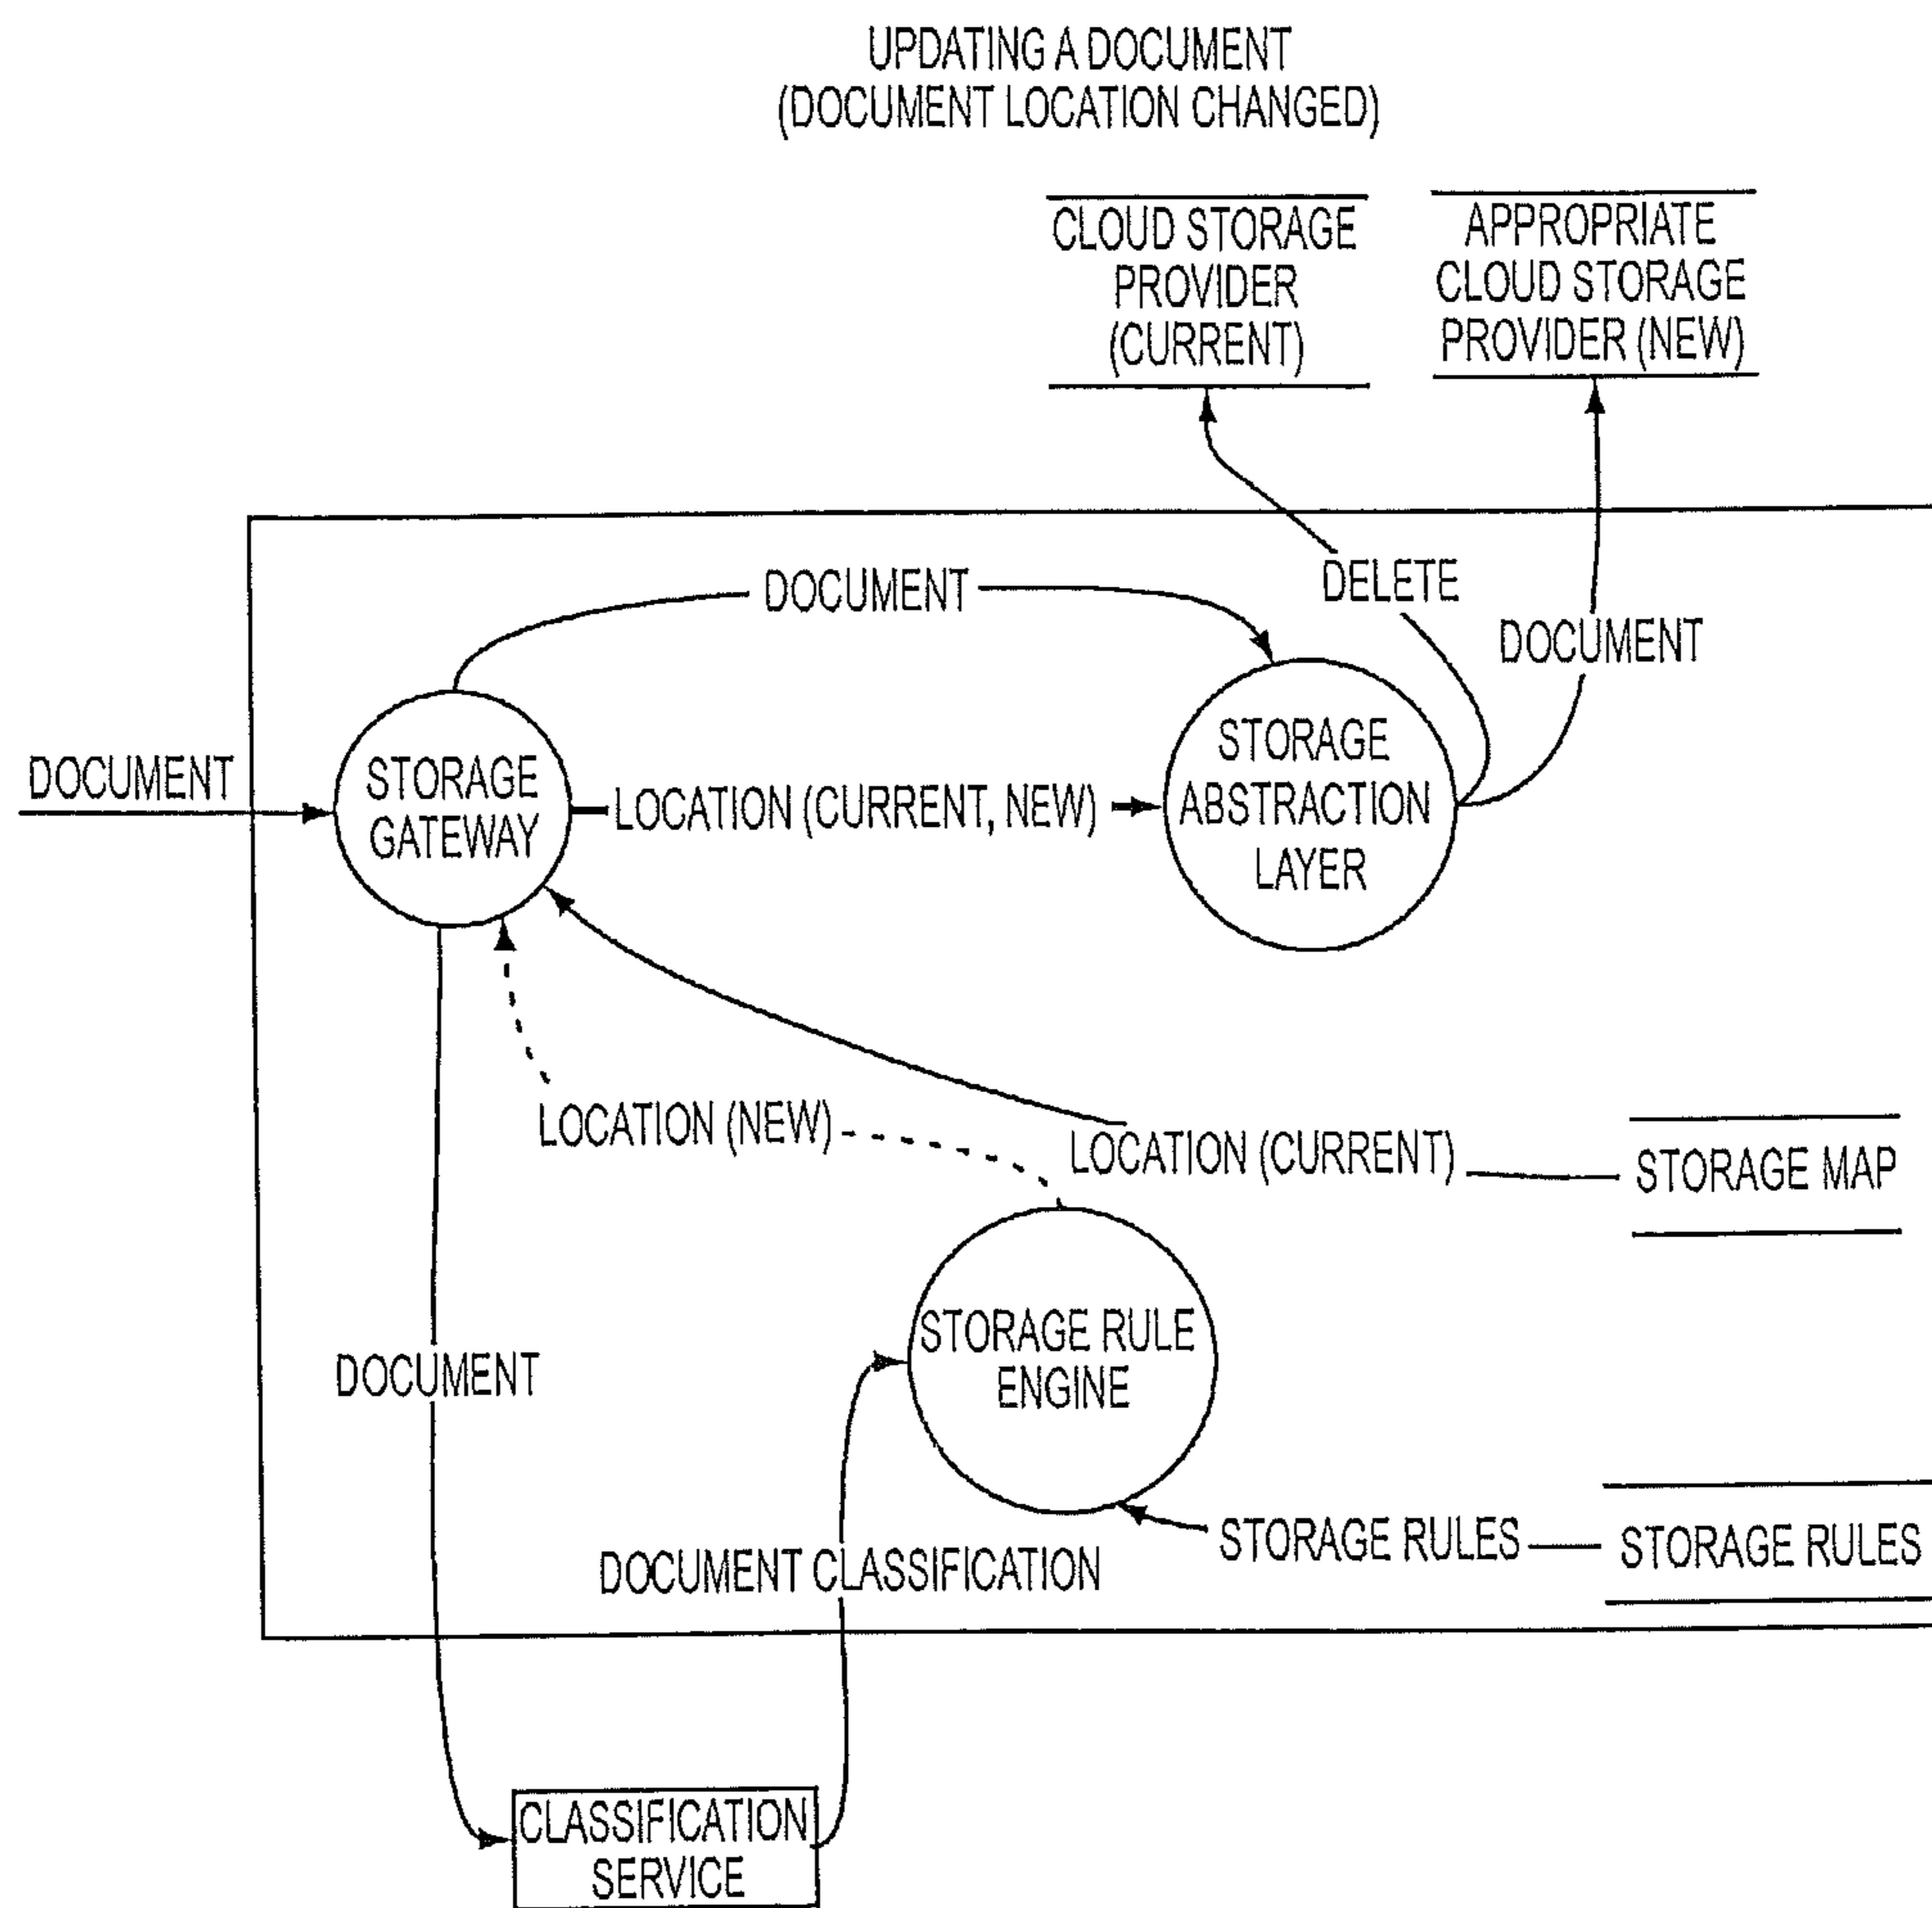 UPDATING A DOCUMENT
(DOCUMENT LOCATION CHANGED)
CLOUD STORAGE
PROVIDER
(CURRENT)
APPROPRIATE
CLOUD STORAGE
PROVIDER (NEW)
DOCUMENT
DELETE
DOCUMENT
DOCUMENT
STORAGE
GATEWAY
LOCATION (CURRENT, NEW)
STORAGE
ABSTRACTION
LAYER
LOCATION (NEW)
LOCATION (CURRENT)
STORAGE MAP
STORAGE RULE
ENGINE
DOCUMENT
STORAGE RULES
STORAGE RULES
DOCUMENT CLASSIFICATION
CLASSIFICATION
SERVICE